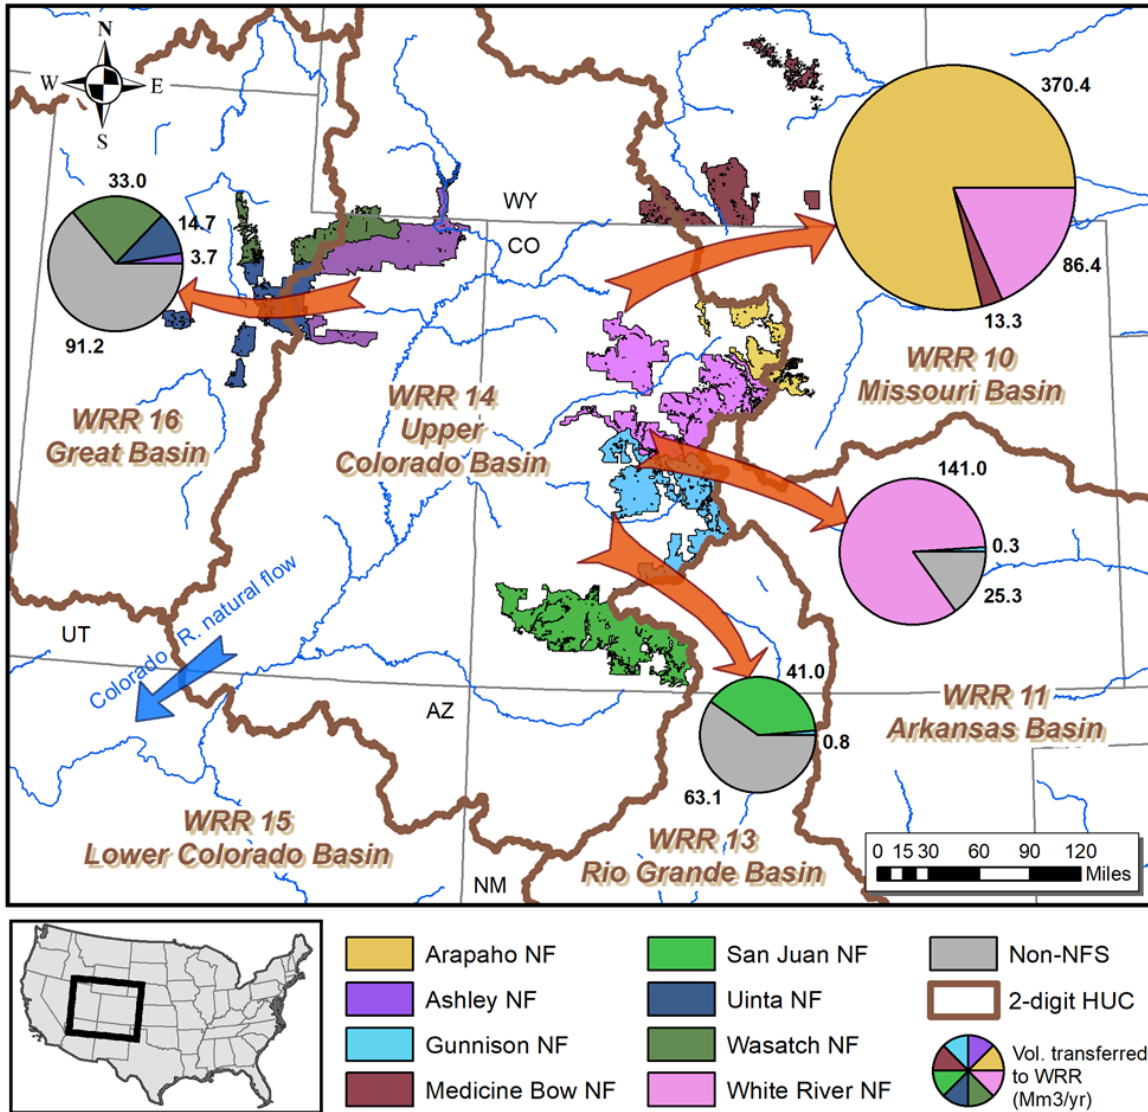 N
W
E
S
370.4
33.0
14.7
3.7
91.2
WY
CO
86.4
13.3
WRR 10
Missouri Basin
WRR 16
Great Basin
WRR 14
Upper
Colorado Basin
141.0
0.3
25.3
Colorado R. natural flow
UT
AZ
41.0
0.8
63.1
WRR 11
Arkansas Basin
WRR 15
Lower Colorado Basin
WRR 13
Rio Grande Basin
NM
0 15 30 60 90 120
Miles
Arapaho NF
Ashley NF
Gunnison NF
Medicine Bow NF
San Juan NF
Uinta NF
Wasatch NF
White River NF
Non-NFS
2-digit HUC
Vol. transferred
to WRR
(Mm3/yr)